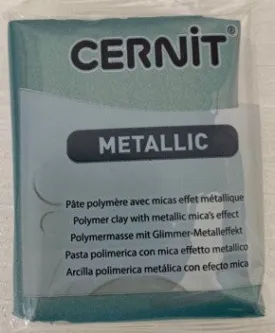 CERNIT®
METALLIC
Pâte polymère avec micas effet métallique
Polymer clay with metallic mica's effect
Polymermasse mit Glimmer-Metalleffekt
Pasta polimerica con mica effetto metallico
Arcilla polimerica metálica con efecto mica